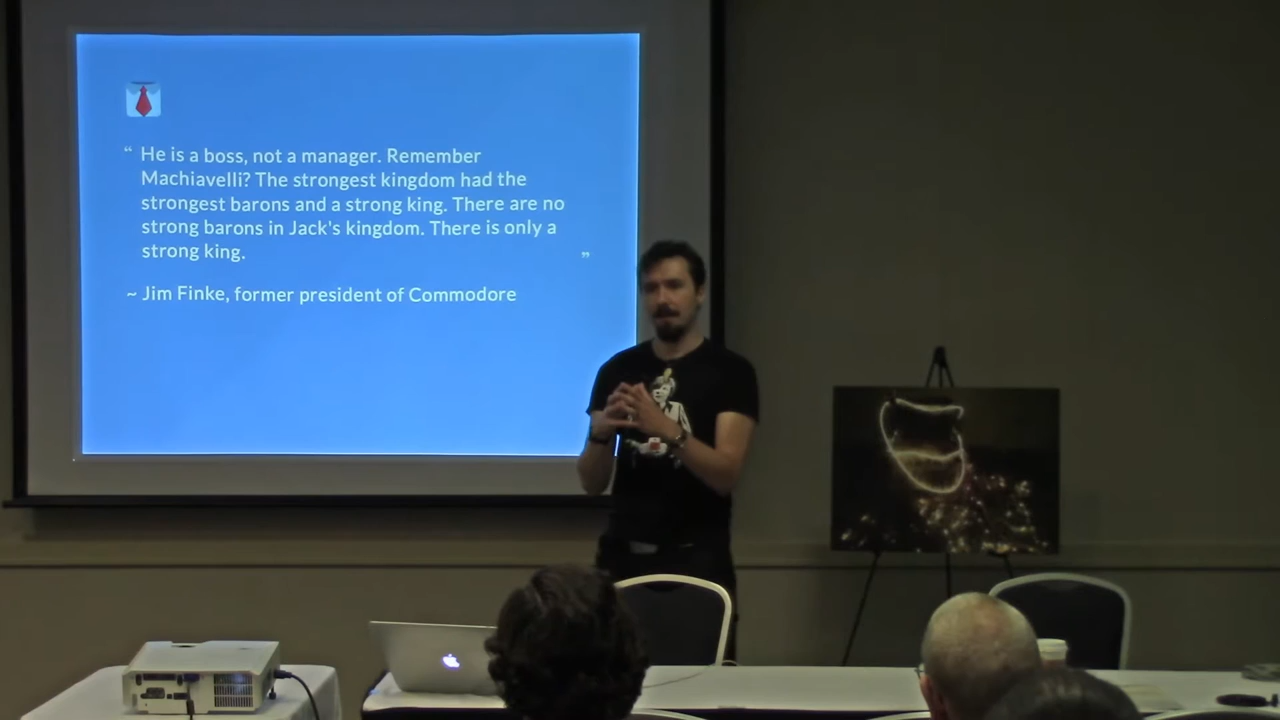 “ He is a boss, not a manager. Remember
Machiavelli? The strongest kingdom had the
strongest barons and a strong king. There are no
strong barons in Jack's kingdom. There is only a
strong king. ”
~ Jim Finke, former president of Commodore